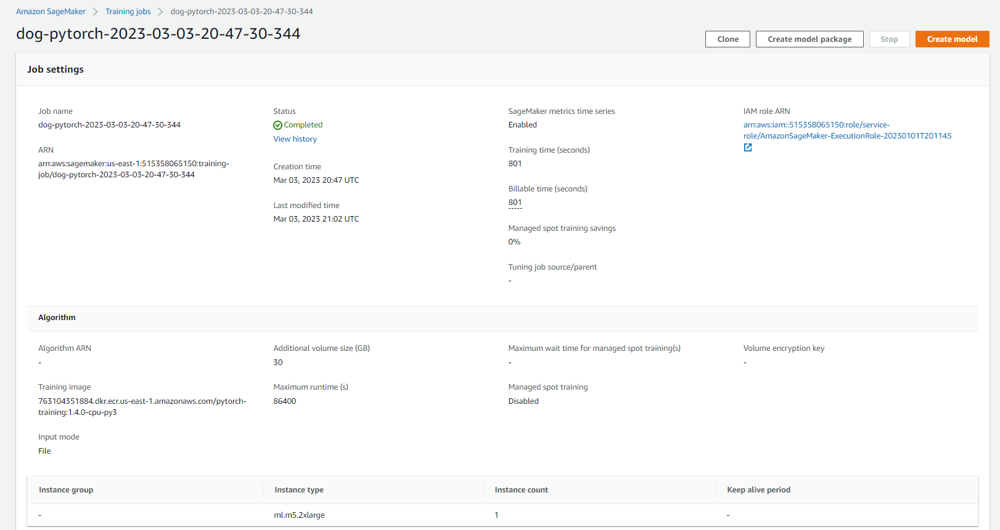 Amazon SageMaker > Training jobs > dog-pytorch-2023-03-03-20-47-30-344
dog-pytorch-2023-03-03-20-47-30-344
Clone
Create model package
Stop
Create model
Job settings
Job name
dog-pytorch-2023-03-03-20-47-30-344
ARN
arn:aws:sagemaker:us-east-1:515358065150:training-
job/dog-pytorch-2023-03-03-20-47-30-344
Status
Completed
View history
Creation time
Mar 03, 2023 20:47 UTC
Last modified time
Mar 03, 2023 21:02 UTC
SageMaker metrics time series
Enabled
Training time (seconds)
801
Billable time (seconds)
801
Managed spot training savings
0%
Tuning job source/parent
-
IAM role ARN
arn:aws:iam::515358065150:role/service-
role/AmazonSageMaker-ExecutionRole-20230101T201145
Algorithm
Algorithm ARN
-
Training image
763104351884.dkr.ecr.us-east-1.amazonaws.com/pytorch-
training:1.4.0-cpu-py3
Input mode
File
Additional volume size (GB)
30
Maximum runtime (s)
86400
Maximum wait time for managed spot training(s)
-
Managed spot training
Disabled
Volume encryption key
-
Instance group Instance type Instance count Keep alive period
- ml.m5.2xlarge 1 -